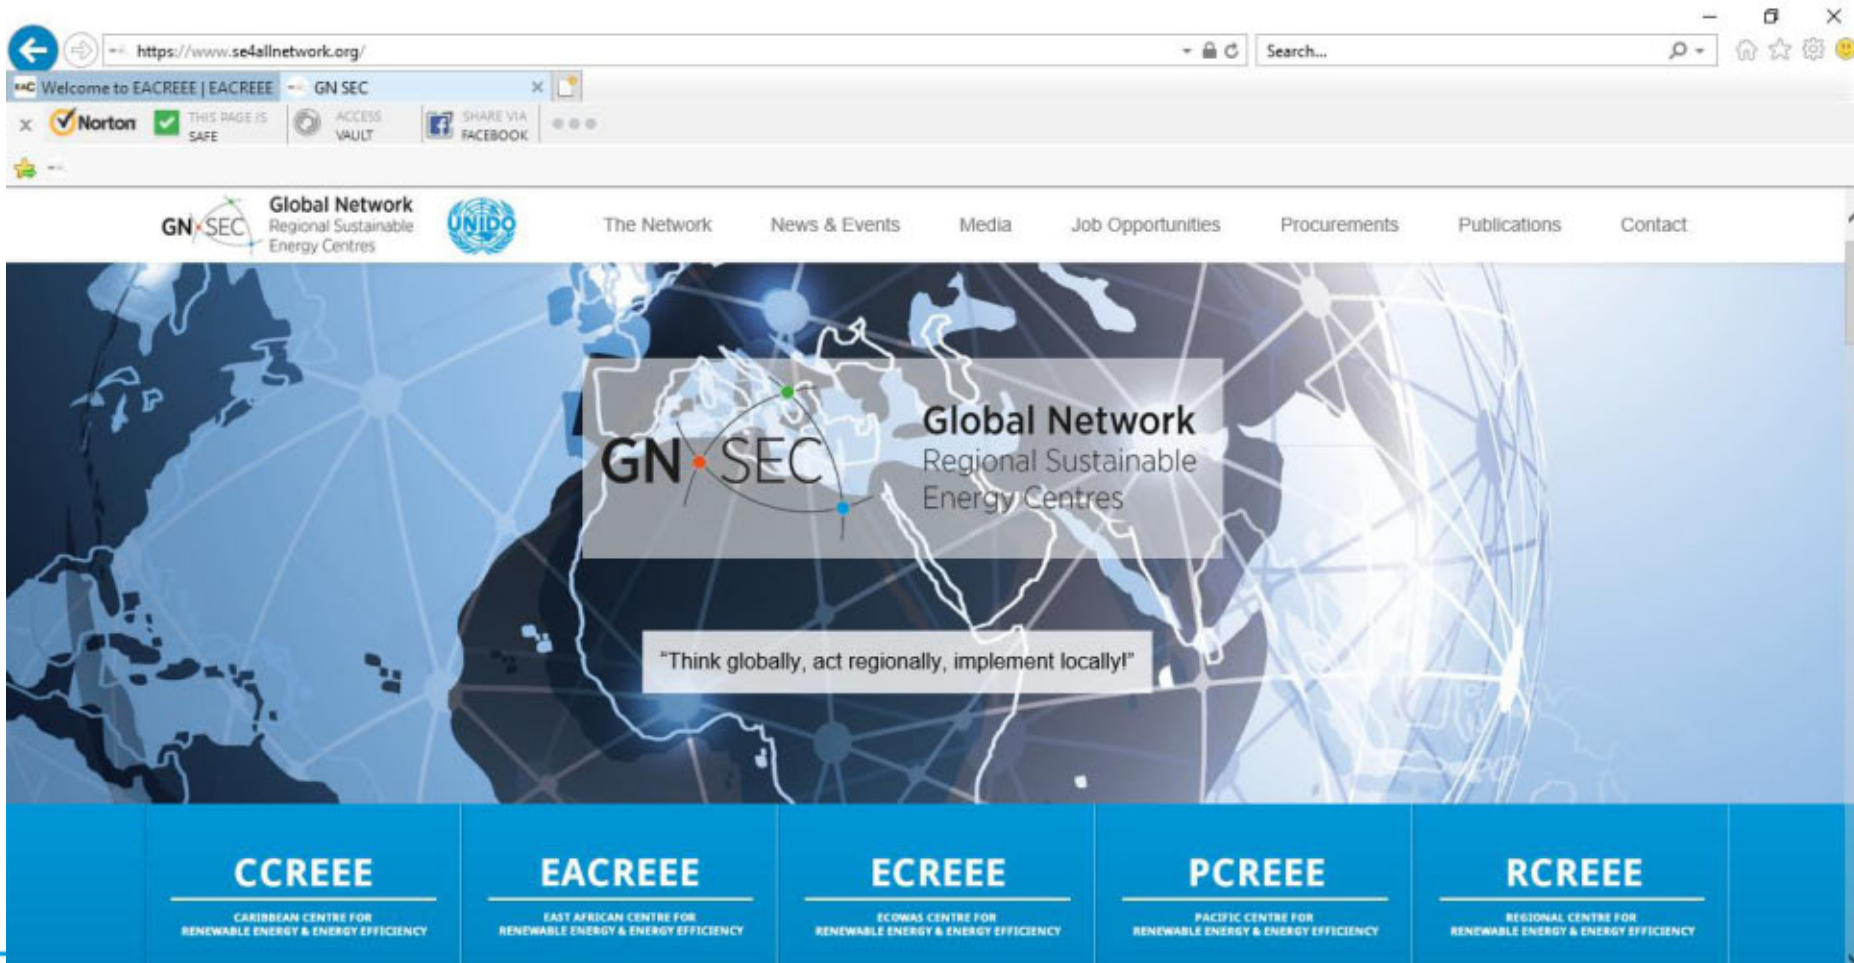 https://www.se4allnetwork.org/
Search...
EAC Welcome to EACREEE | EACREEE
GN SEC
Norton
THIS PAGE IS SAFE
ACCESS VAULT
SHARE VIA FACEBOOK
GN SEC
Global Network
Regional Sustainable
Energy Centres
UNIDO
The Network News & Events Media Job Opportunities Procurements Publications Contact
GN SEC
Global Network
Regional Sustainable
Energy Centres
“Think globally, act regionally, implement locally!”
CCREEE
CARIBBEAN CENTRE FOR
RENEWABLE ENERGY & ENERGY EFFICIENCY
EACREEE
EAST AFRICAN CENTRE FOR
RENEWABLE ENERGY & ENERGY EFFICIENCY
ECREEE
ECOWAS CENTRE FOR
RENEWABLE ENERGY & ENERGY EFFICIENCY
PCREEE
PACIFIC CENTRE FOR
RENEWABLE ENERGY & ENERGY EFFICIENCY
RCREEE
REGIONAL CENTRE FOR
RENEWABLE ENERGY & ENERGY EFFICIENCY